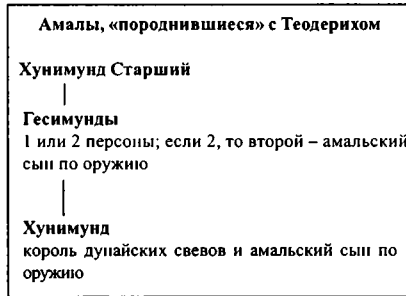 Амалы, «породнившиеся» с Теодерихом
Хунимунд Старший
Гесимунды
1 или 2 персоны; если 2, то второй – амальский
сын по оружию
Хунимунд
король дунайских свевов и амальский сын по
оружию